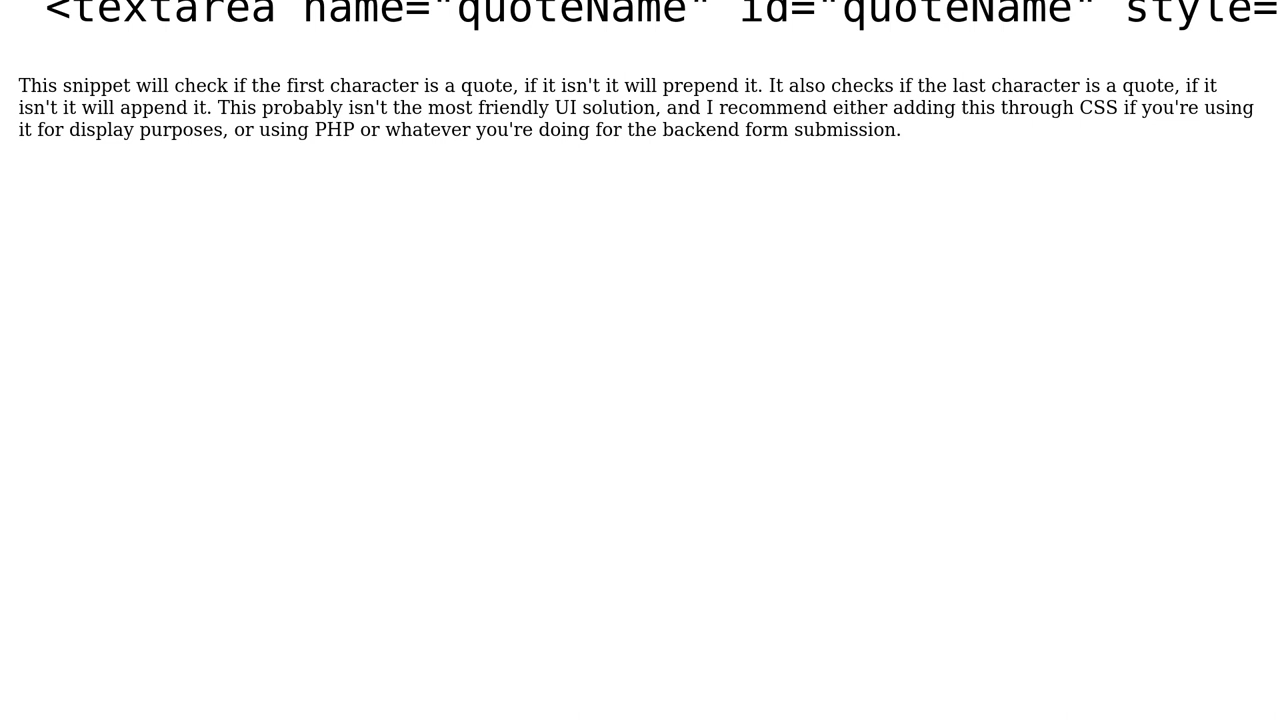 <textarea name="quoteName" id="quoteName" style=
This snippet will check if the first character is a quote, if it isn't it will prepend it. It also checks if the last character is a quote, if it
isn't it will append it. This probably isn't the most friendly UI solution, and I recommend either adding this through CSS if you're using
it for display purposes, or using PHP or whatever you're doing for the backend form submission.